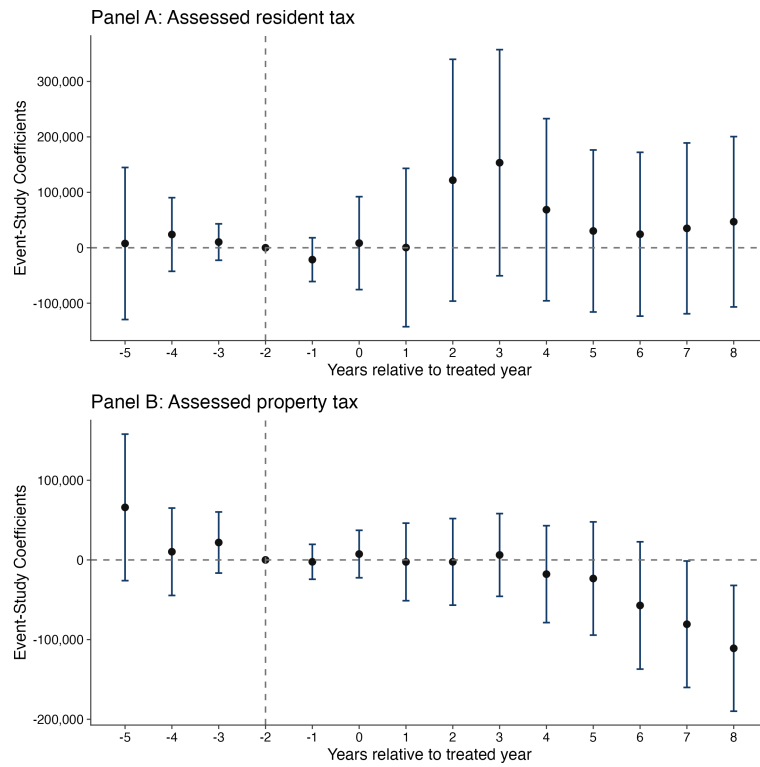 Panel A: Assessed resident tax
Event-Study Coefficients
300,000
200,000
100,000
0
-100,000
-5 -4 -3 -2 -1 0 1 2 3 4 5 6 7 8
Years relative to treated year
Panel B: Assessed property tax
Event-Study Coefficients
100,000
0
-100,000
-200,000
-5 -4 -3 -2 -1 0 1 2 3 4 5 6 7 8
Years relative to treated year